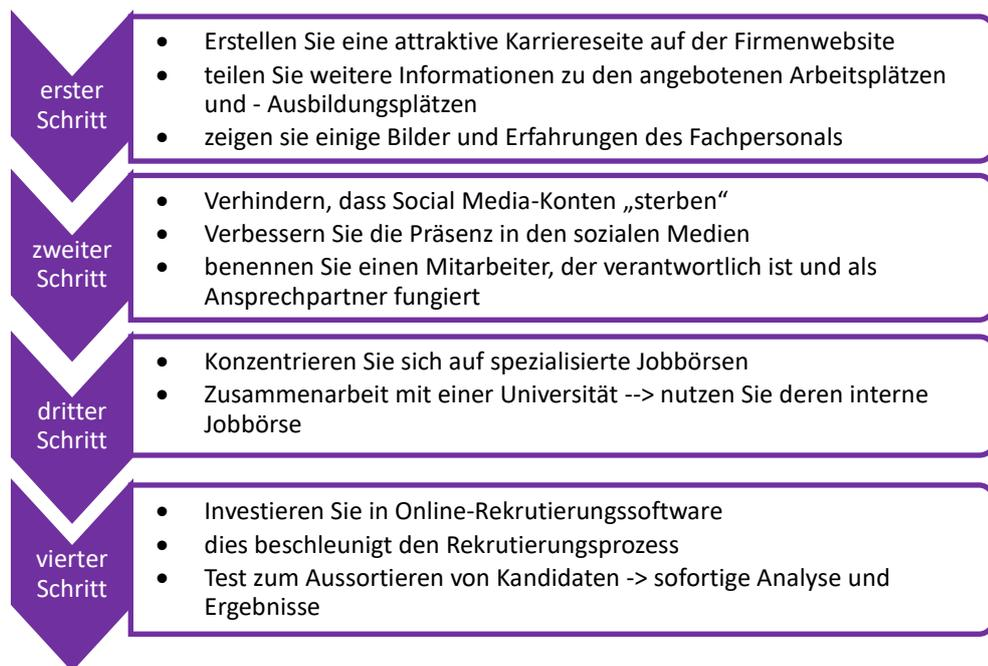 erster
Schritt
• Erstellen Sie eine attraktive Karriereseite auf der Firmenwebsite
• teilen Sie weitere Informationen zu den angebotenen Arbeitsplätzen
und - Ausbildungsplätzen
• zeigen sie einige Bilder und Erfahrungen des Fachpersonals
zweiter
Schritt
• Verhindern, dass Social Media-Konten „sterben“
• Verbessern Sie die Präsenz in den sozialen Medien
• benennen Sie einen Mitarbeiter, der verantwortlich ist und als
Ansprechpartner fungiert
dritter
Schritt
• Konzentrieren Sie sich auf spezialisierte Jobbörsen
• Zusammenarbeit mit einer Universität --> nutzen Sie deren interne
Jobbörse
vierter
Schritt
• Investieren Sie in Online-Rekrutierungssoftware
• dies beschleunigt den Rekrutierungsprozess
• Test zum Aussortieren von Kandidaten -> sofortige Analyse und
Ergebnisse